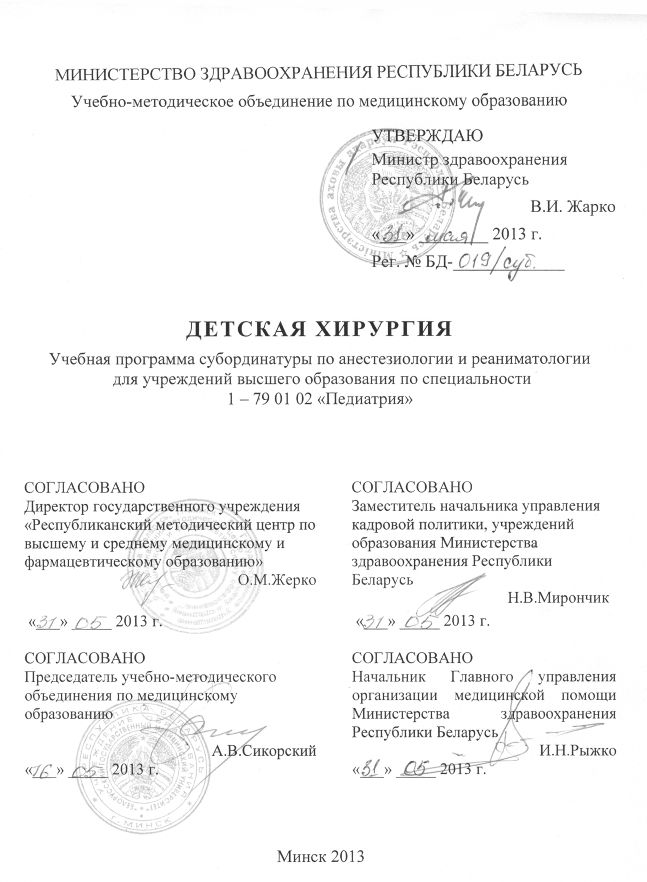 МИНИСТЕРСТВО ЗДРАВООХРАНЕНИЯ РЕСПУБЛИКИ БЕЛАРУСЬ
Учебно-методическое объединение по медицинскому образованию
УТВЕРЖДАЮ
Министр здравоохранения
Республики Беларусь
В.И. Жарко
«31» мая 2013 г.
Рег. № БД-019/суб.
ДЕТСКАЯ ХИРУРГИЯ
Учебная программа субординатуры по анестезиологии и реаниматологии
для учреждений высшего образования по специальности
1 – 79 01 02 «Педиатрия»
СОГЛАСОВАНО
Директор государственного учреждения
«Республиканский методический центр по
высшему и среднему медицинскому и
фармацевтическому образованию»
О.М.Жерко
«31» 05 2013 г.
СОГЛАСОВАНО
Заместитель начальника управления
кадровой политики, учреждений
образования Министерства
здравоохранения Республики
Беларусь
Н.В.Мирончик
«31» 05 2013 г.
СОГЛАСОВАНО
Председатель учебно-методического
объединения по медицинскому
образованию
А.В.Сикорский
«16» 05 2013 г.
СОГЛАСОВАНО
Начальник Главного управления
организации медицинской помощи
Министерства здравоохранения
Республики Беларусь
И.Н.Рыжко
«31» 05 2013 г.
Минск 2013